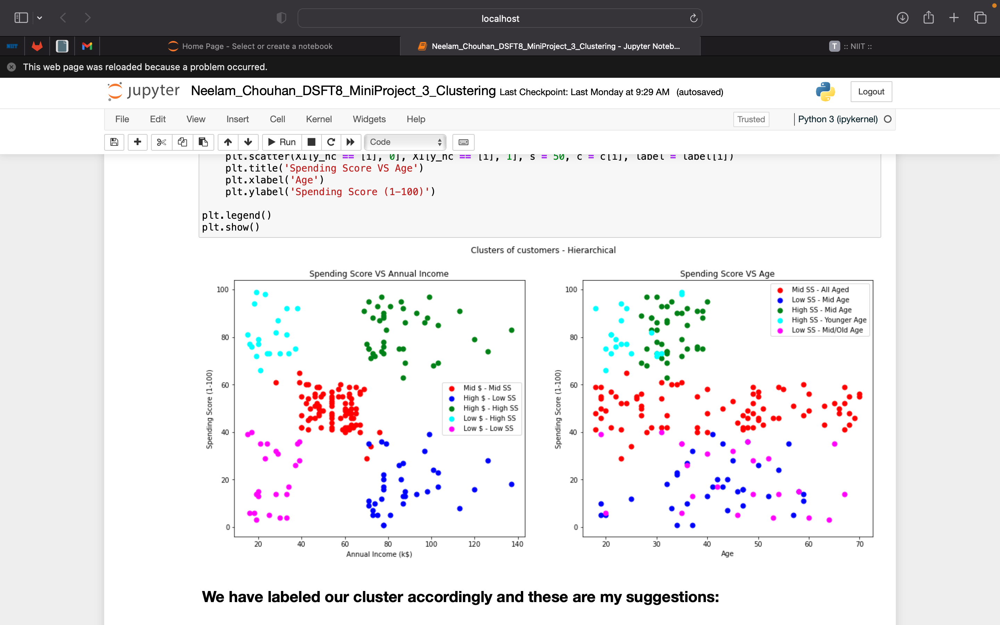 localhost
NIIT
Home Page - Select or create a notebook
Neelam_Chouhan_DSFT8_MiniProject_3_Clustering - Jupyter Noteb...
T :: NIIT ::
This web page was reloaded because a problem occurred.
jupyter Neelam_Chouhan_DSFT8_MiniProject_3_Clustering Last Checkpoint: Last Monday at 9:29 AM (autosaved)
Logout
File Edit View Insert Cell Kernel Widgets Help
Trusted
Python 3 (ipykernel)
Run
Code
plt.scatter(X1[y_hc == [i], 0], X1[y_hc == [i], 1], s = 50, c = c[i], label = label[i])
plt.title('Spending Score VS Age')
plt.xlabel('Age')
plt.ylabel('Spending Score (1-100)')
plt.legend()
plt.show()
Clusters of customers - Hierarchical
Spending Score VS Annual Income
100
80
60
40
20
0
Spending Score (1-100)
Mid $ - Mid SS
High $ - Low SS
High $ - High SS
Low $ - High SS
Low $ - Low SS
20 40 60 80 100 120 140
Annual Income (k$)
Spending Score VS Age
100
80
60
40
20
0
Spending Score (1-100)
Mid SS - All Aged
Low SS - Mid Age
High SS - Mid Age
High SS - Younger Age
Low SS - Mid/Old Age
20 30 40 50 60 70
Age
We have labeled our cluster accordingly and these are my suggestions: